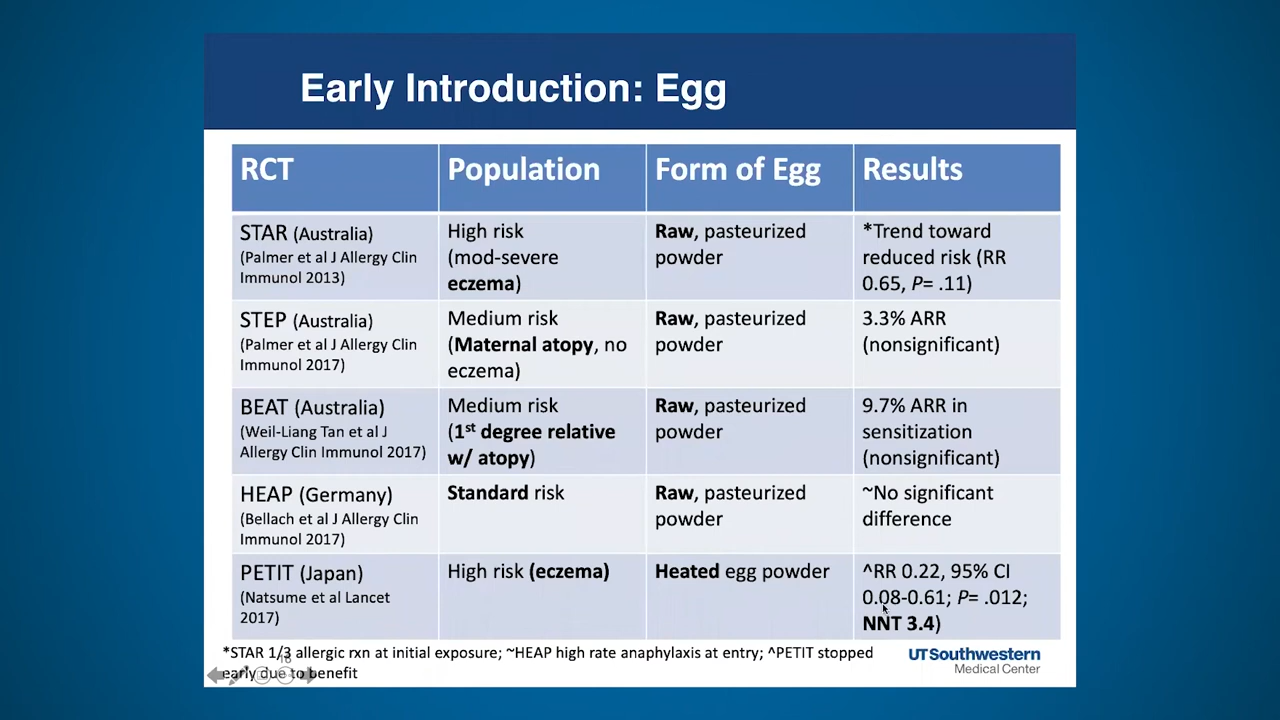 Early Introduction: Egg
RCT
Population
Form of Egg
Results
STAR (Australia)
(Palmer et al J Allergy Clin
Immunol 2013)
High risk
(mod-severe
eczema)
Raw, pasteurized
powder
*Trend toward
reduced risk (RR
0.65, P= .11)
STEP (Australia)
(Palmer et al J Allergy Clin
Immunol 2017)
Medium risk
(Maternal atopy, no
eczema)
Raw, pasteurized
powder
3.3% ARR
(nonsignificant)
BEAT (Australia)
(Weil-Liang Tan et al J
Allergy Clin Immunol 2017)
Medium risk
(1st degree relative
w/ atopy)
Raw, pasteurized
powder
9.7% ARR in
sensitization
(nonsignificant)
HEAP (Germany)
(Bellach et al J Allergy Clin
Immunol 2017)
Standard risk
Raw, pasteurized
powder
~No significant
difference
PETIT (Japan)
(Natsume et al Lancet
2017)
High risk (eczema)
Heated egg powder
^RR 0.22, 95% CI
0.08-0.61; P= .012;
NNT 3.4)
*STAR 1/3 allergic rxn at initial exposure; ~HEAP high rate anaphylaxis at entry; ^PETIT stopped
early due to benefit
UTSouthwestern
Medical Center